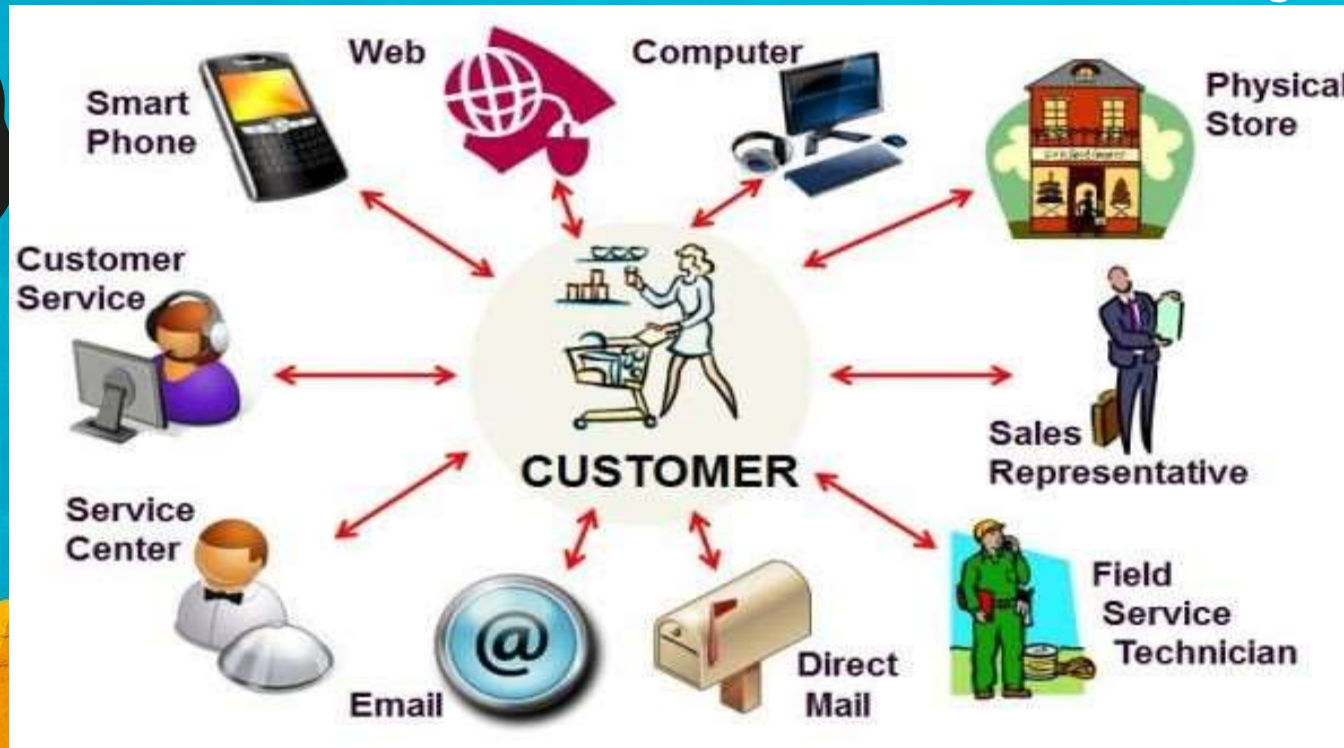 Web
Computer
Smart
Phone
Physical
Store
Customer
Service
CUSTOMER
Sales
Representative
Service
Center
Field
Service
Technician
Email
Direct
Mail